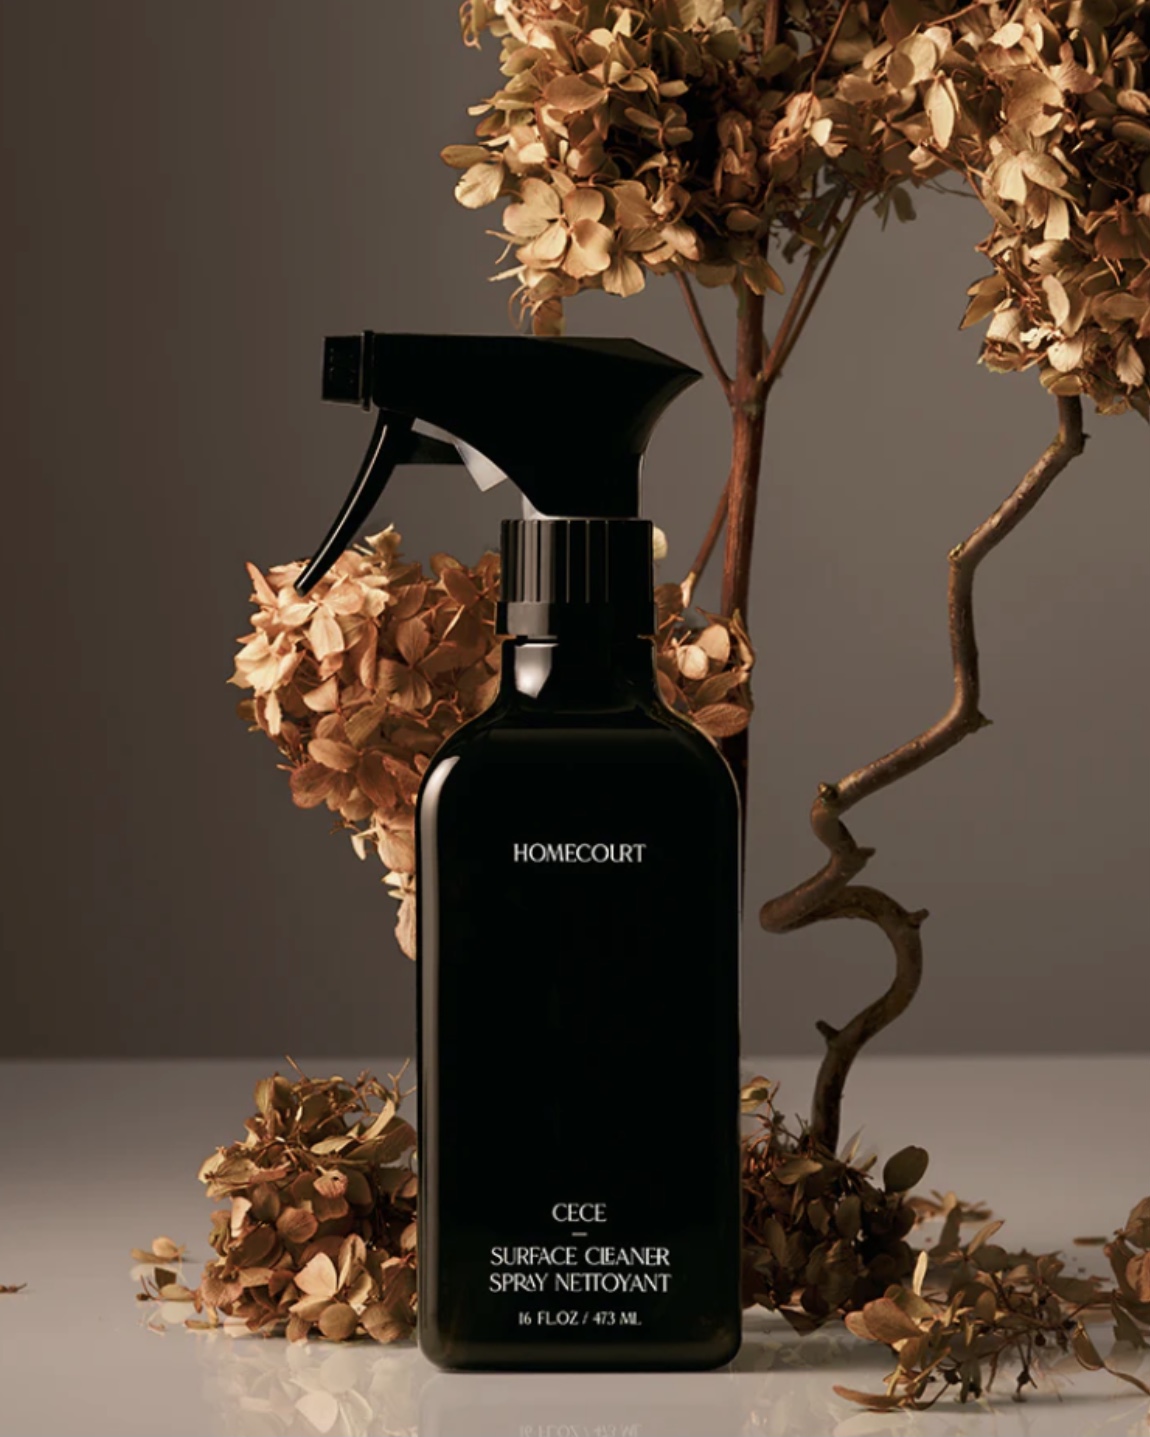 HOMECOURT
CECE
—
SURFACE CLEANER
SPRAY NETTOYANT
16 FL.OZ / 473 ML